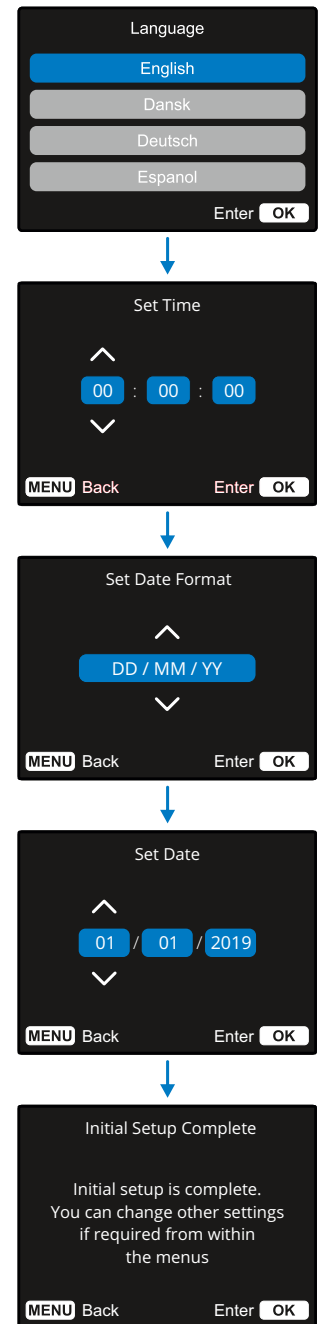 Language
English
Dansk
Deutsch
Espanol
Enter OK
Set Time
00 : 00 : 00
MENU Back Enter OK
Set Date Format
DD / MM / YY
MENU Back Enter OK
Set Date
01 / 01 / 2019
MENU Back Enter OK
Initial Setup Complete
Initial setup is complete.
You can change other settings
if required from within
the menus
MENU Back Enter OK